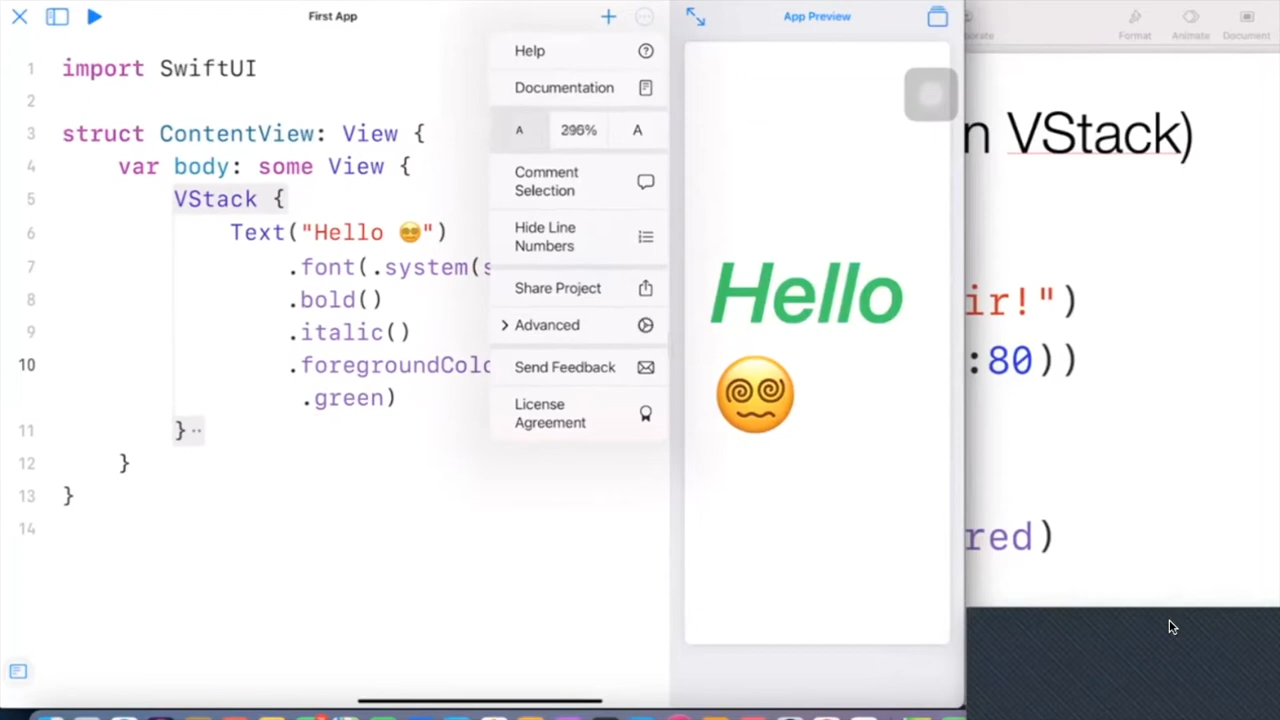 First App
1 import SwiftUI
2
3 struct ContentView: View {
4 var body: some View {
5 VStack {
6 Text("Hello 😵‍💫")
7 .font(.system(s
8 .bold()
9 .italic()
10 .foregroundColo
.green)
11 }
12 }
13 }
14
Help
Documentation
A 296% A
Comment
Selection
Hide Line
Numbers
Share Project
Advanced
Send Feedback
License
Agreement
App Preview
Hello
😵‍💫
orate Format Animate Document
n VStack)
ir!")
:80))
red)